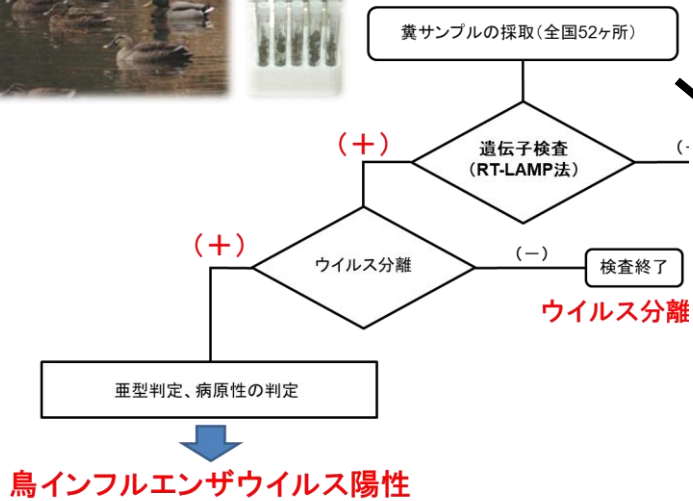 糞サンプルの採取（全国52ヶ所）
遺伝子検査
（RT-LAMP法）
（＋）
（＋）
ウイルス分離
（－）
検査終了
ウイルス分離
亜型判定、病原性の判定
鳥インフルエンザウイルス陽性